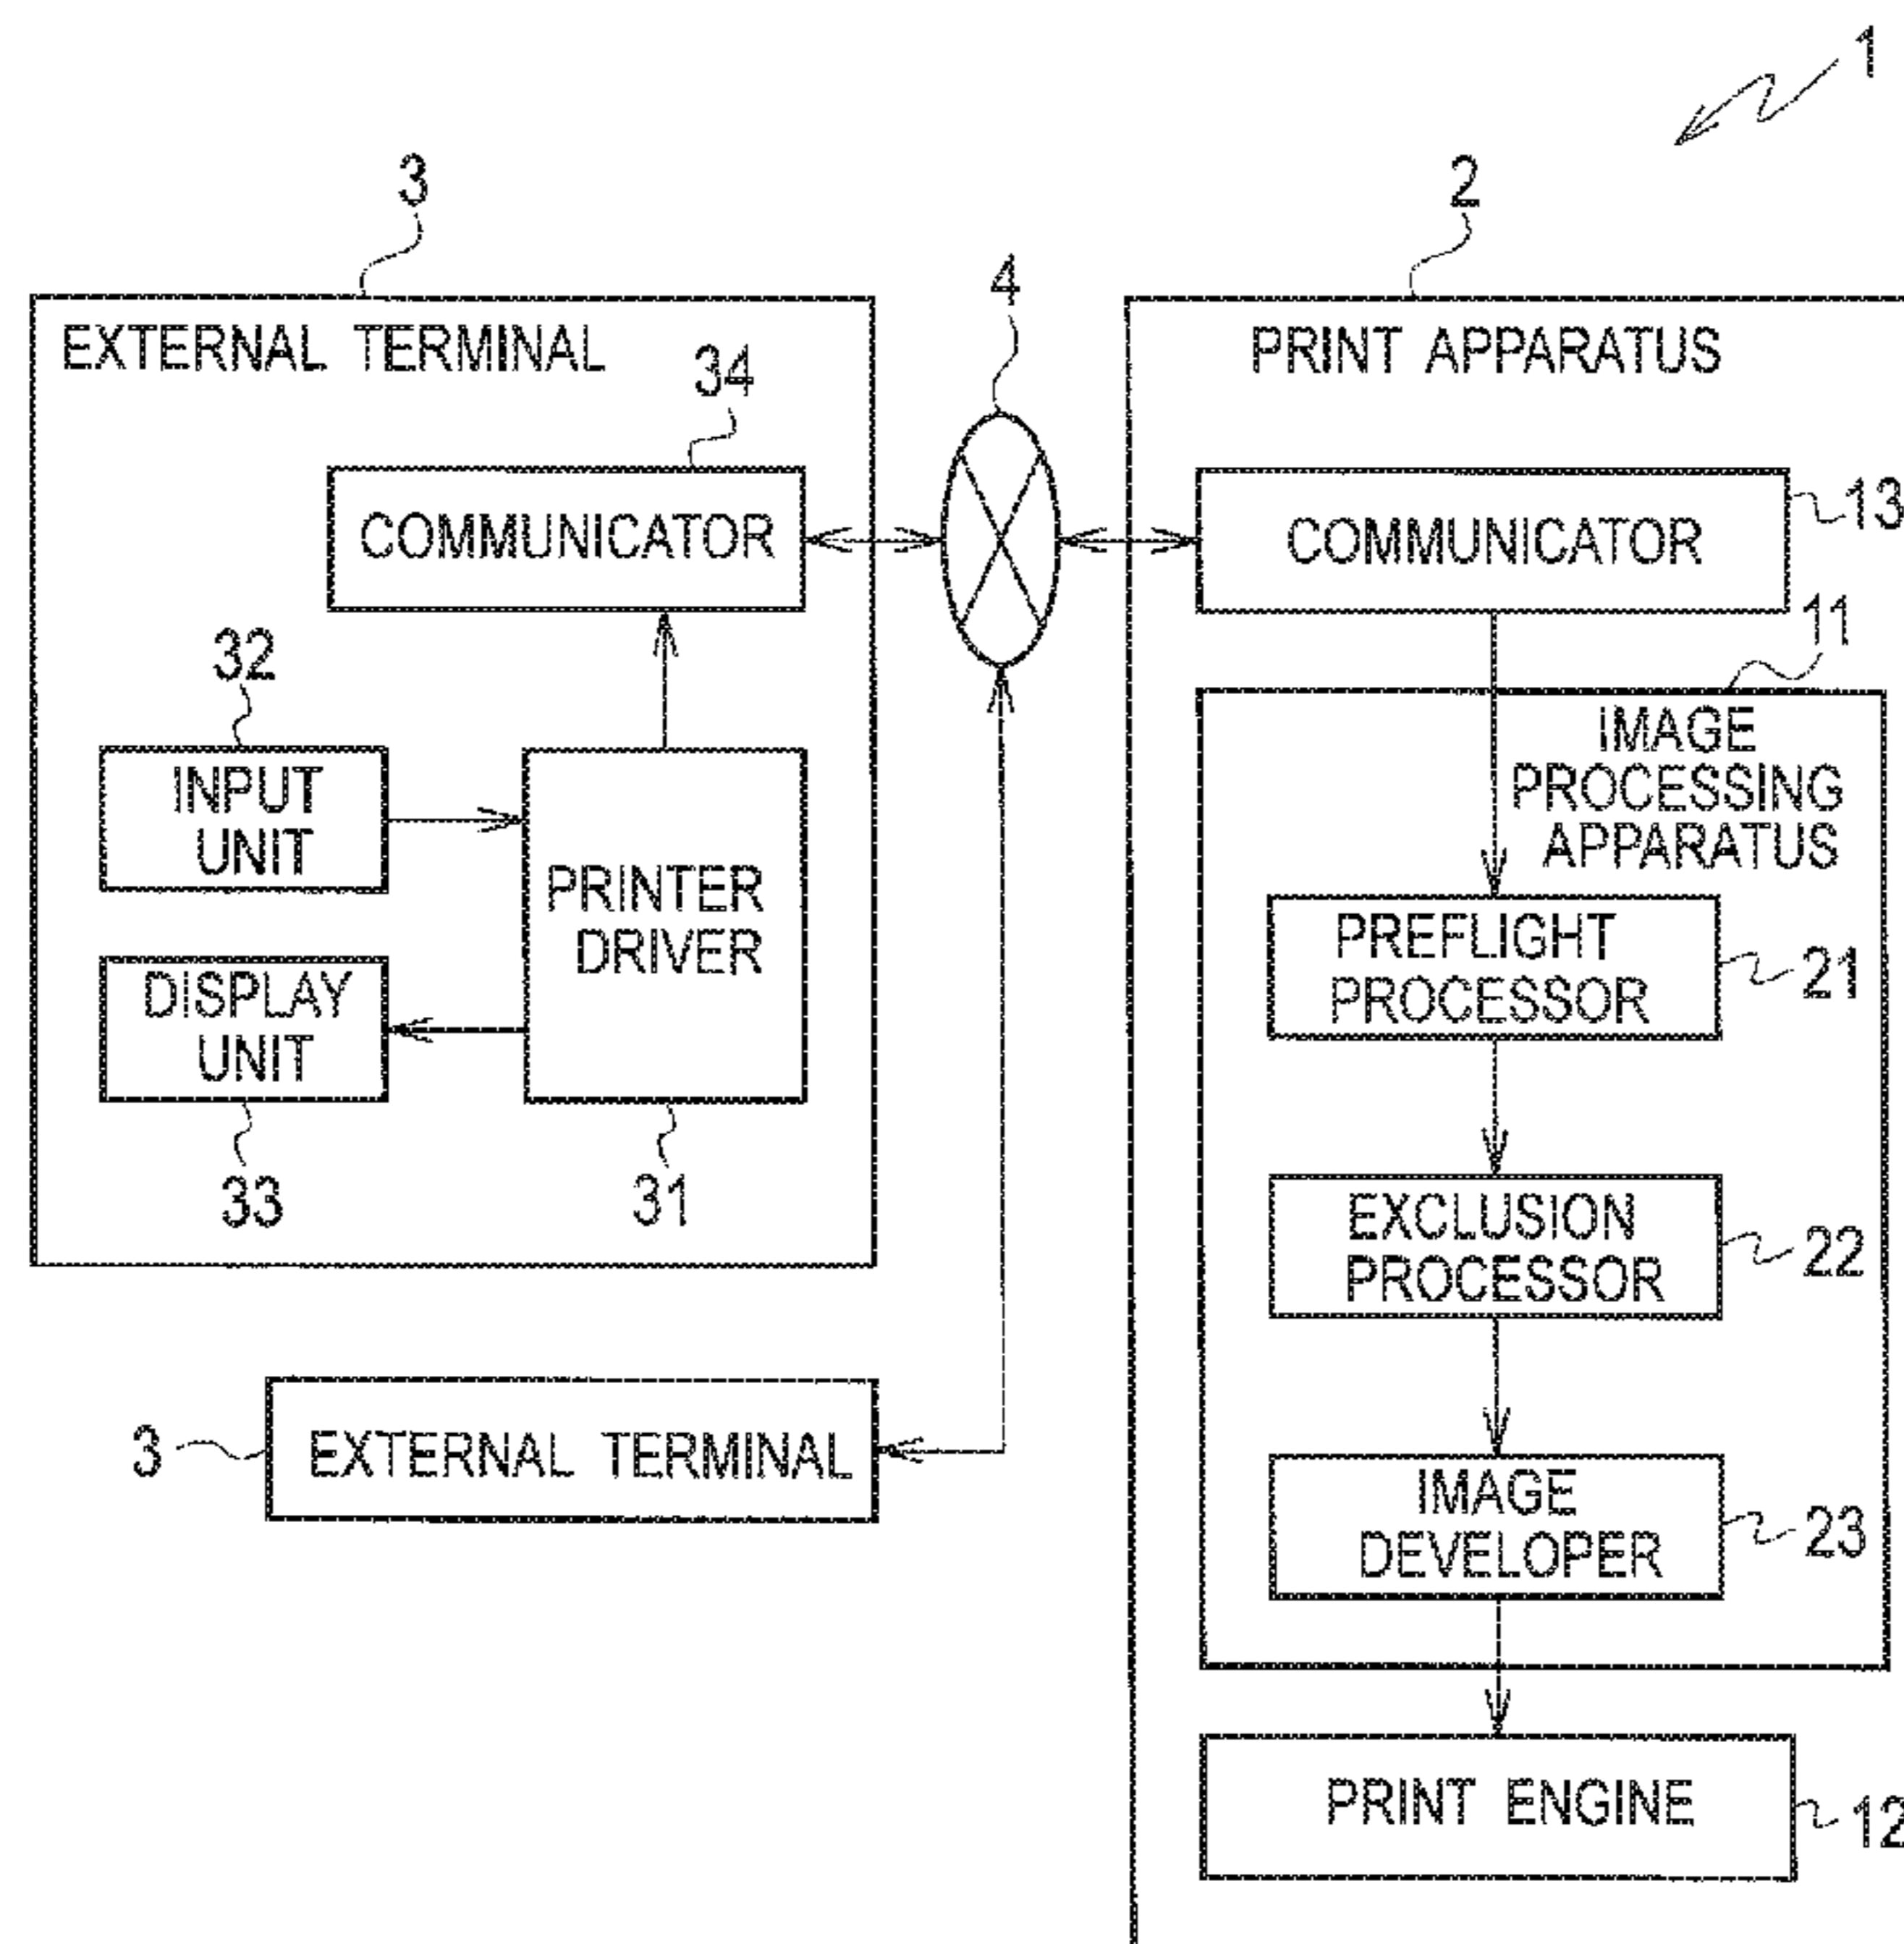 1
3
2
4
EXTERNAL TERMINAL
PRINT APPARATUS
34
COMMUNICATOR
COMMUNICATOR
13
11
32
INPUT
UNIT
IMAGE
PROCESSING
APPARATUS
PRINTER
DRIVER
PREFLIGHT
PROCESSOR
21
DISPLAY
UNIT
33
31
EXCLUSION
PROCESSOR
22
3
EXTERNAL TERMINAL
IMAGE
DEVELOPER
23
PRINT ENGINE
12